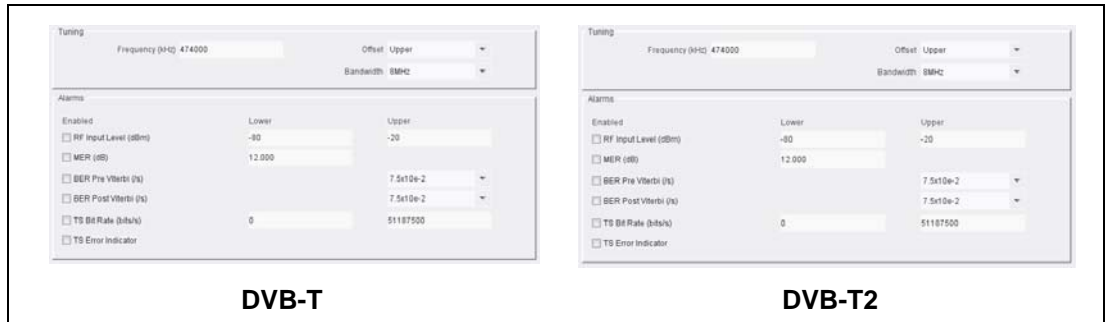 Tuning
Frequency (kHz) 474000 Offset Upper
Bandwidth 8MHz
Alarms
Enabled Lower Upper
RF Input Level (dBm) -80 -20
MER (dB) 12.000
BER Pre Viterbi (/s) 7.5x10e-2
BER Post Viterbi (/s) 7.5x10e-2
TS Bit Rate (bits/s) 0 51187500
TS Error Indicator
DVB-T
Tuning
Frequency (kHz) 474000 Offset Upper
Bandwidth 8MHz
Alarms
Enabled Lower Upper
RF Input Level (dBm) -80 -20
MER (dB) 12.000
BER Pre Viterbi (/s) 7.5x10e-2
BER Post Viterbi (/s) 7.5x10e-2
TS Bit Rate (bits/s) 0 51187500
TS Error Indicator
DVB-T2